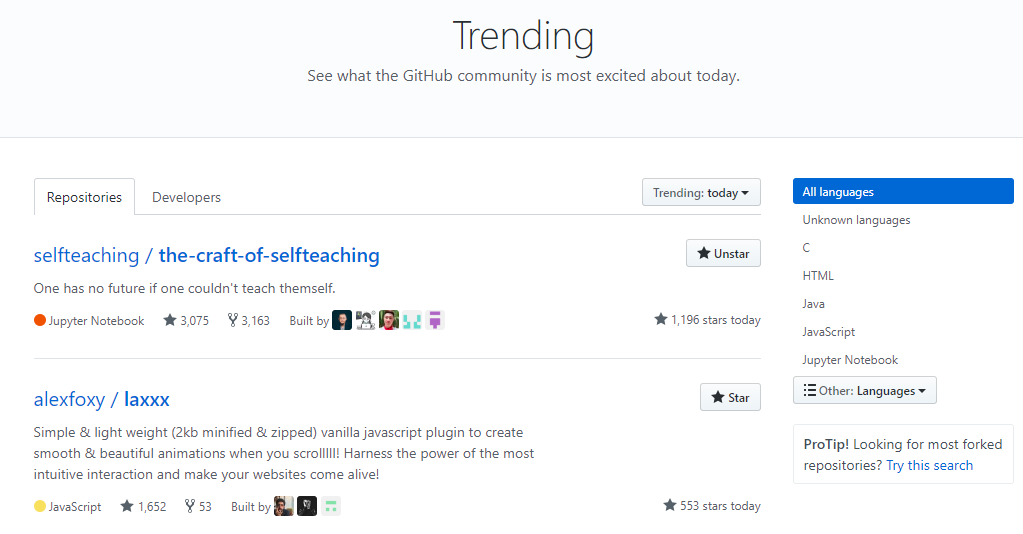 Trending
See what the GitHub community is most excited about today.
Repositories
Developers
Trending: today
selfteaching / the-craft-of-selfteaching
Unstar
One has no future if one couldn't teach themself.
Jupyter Notebook 3,075 3,163 Built by 1,196 stars today
alexfoxy / laxxx
Star
Simple & light weight (2kb minified & zipped) vanilla javascript plugin to create
smooth & beautiful animations when you scrolllll! Harness the power of the most
intuitive interaction and make your websites come alive!
JavaScript 1,652 53 Built by 553 stars today
All languages
Unknown languages
C
HTML
Java
JavaScript
Jupyter Notebook
Other: Languages
ProTip! Looking for most forked
repositories? Try this search